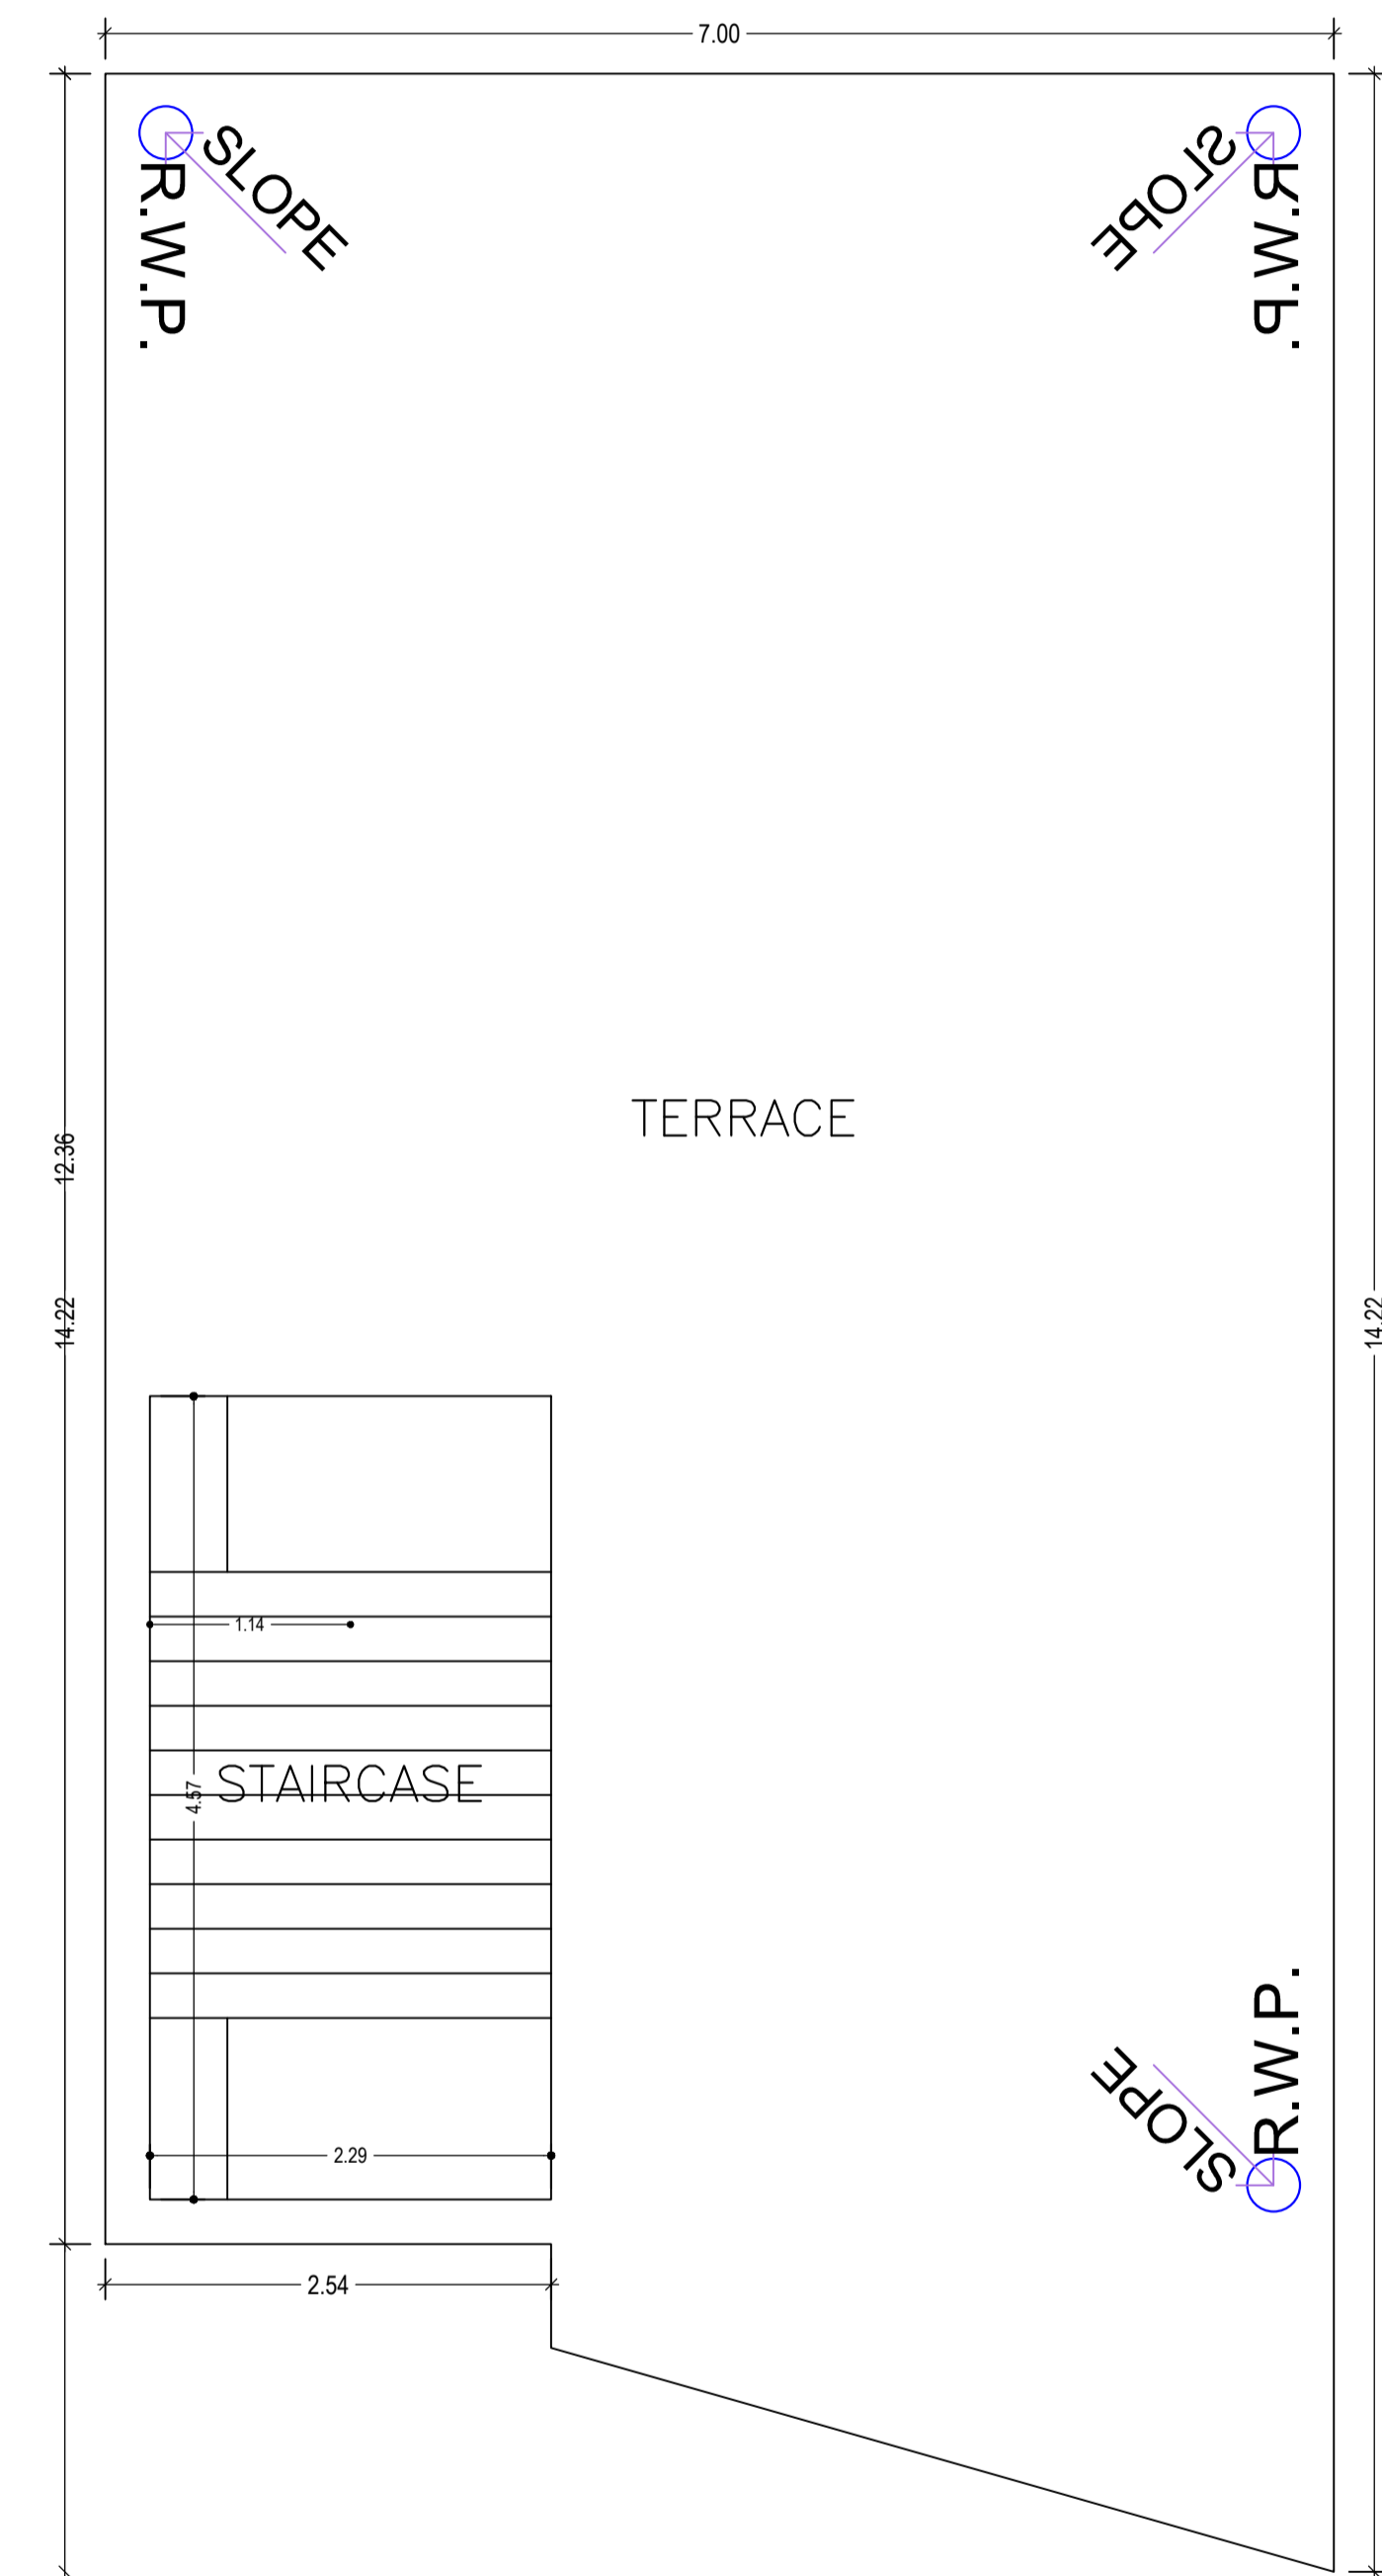 7.00
SLOPE
SLOPE
R.W.P.
R.W.P.
TERRACE
12.36
14.22
14.22
1.14
STAIRCASE
4.57
R.W.P.
SLOPE
2.29
2.54